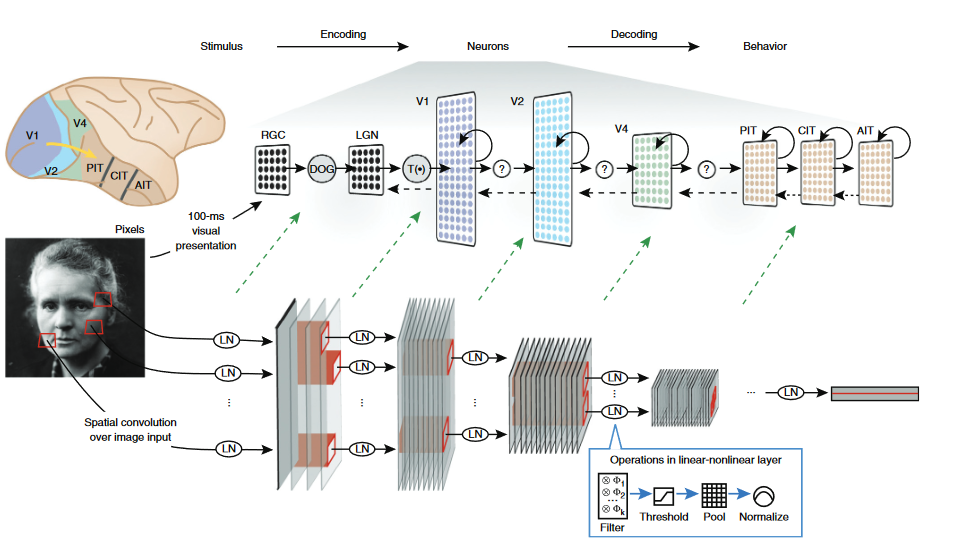 Stimulus
Encoding
Neurons
Decoding
Behavior
V1
V2
V4
PIT
CIT
AIT
RGC
DOG
LGN
T(•)
V1
?
V2
?
V4
?
PIT
CIT
AIT
100-ms
visual
presentation
Pixels
LN
LN
⋮
LN
Spatial convolution
over image input
LN
LN
⋮
LN
LN
⋮
LN
LN
⋮
LN
...
LN
Operations in linear-nonlinear layer
⊗ Φ1
⊗ Φ2
...
⊗ Φk
Filter
Threshold
Pool
Normalize